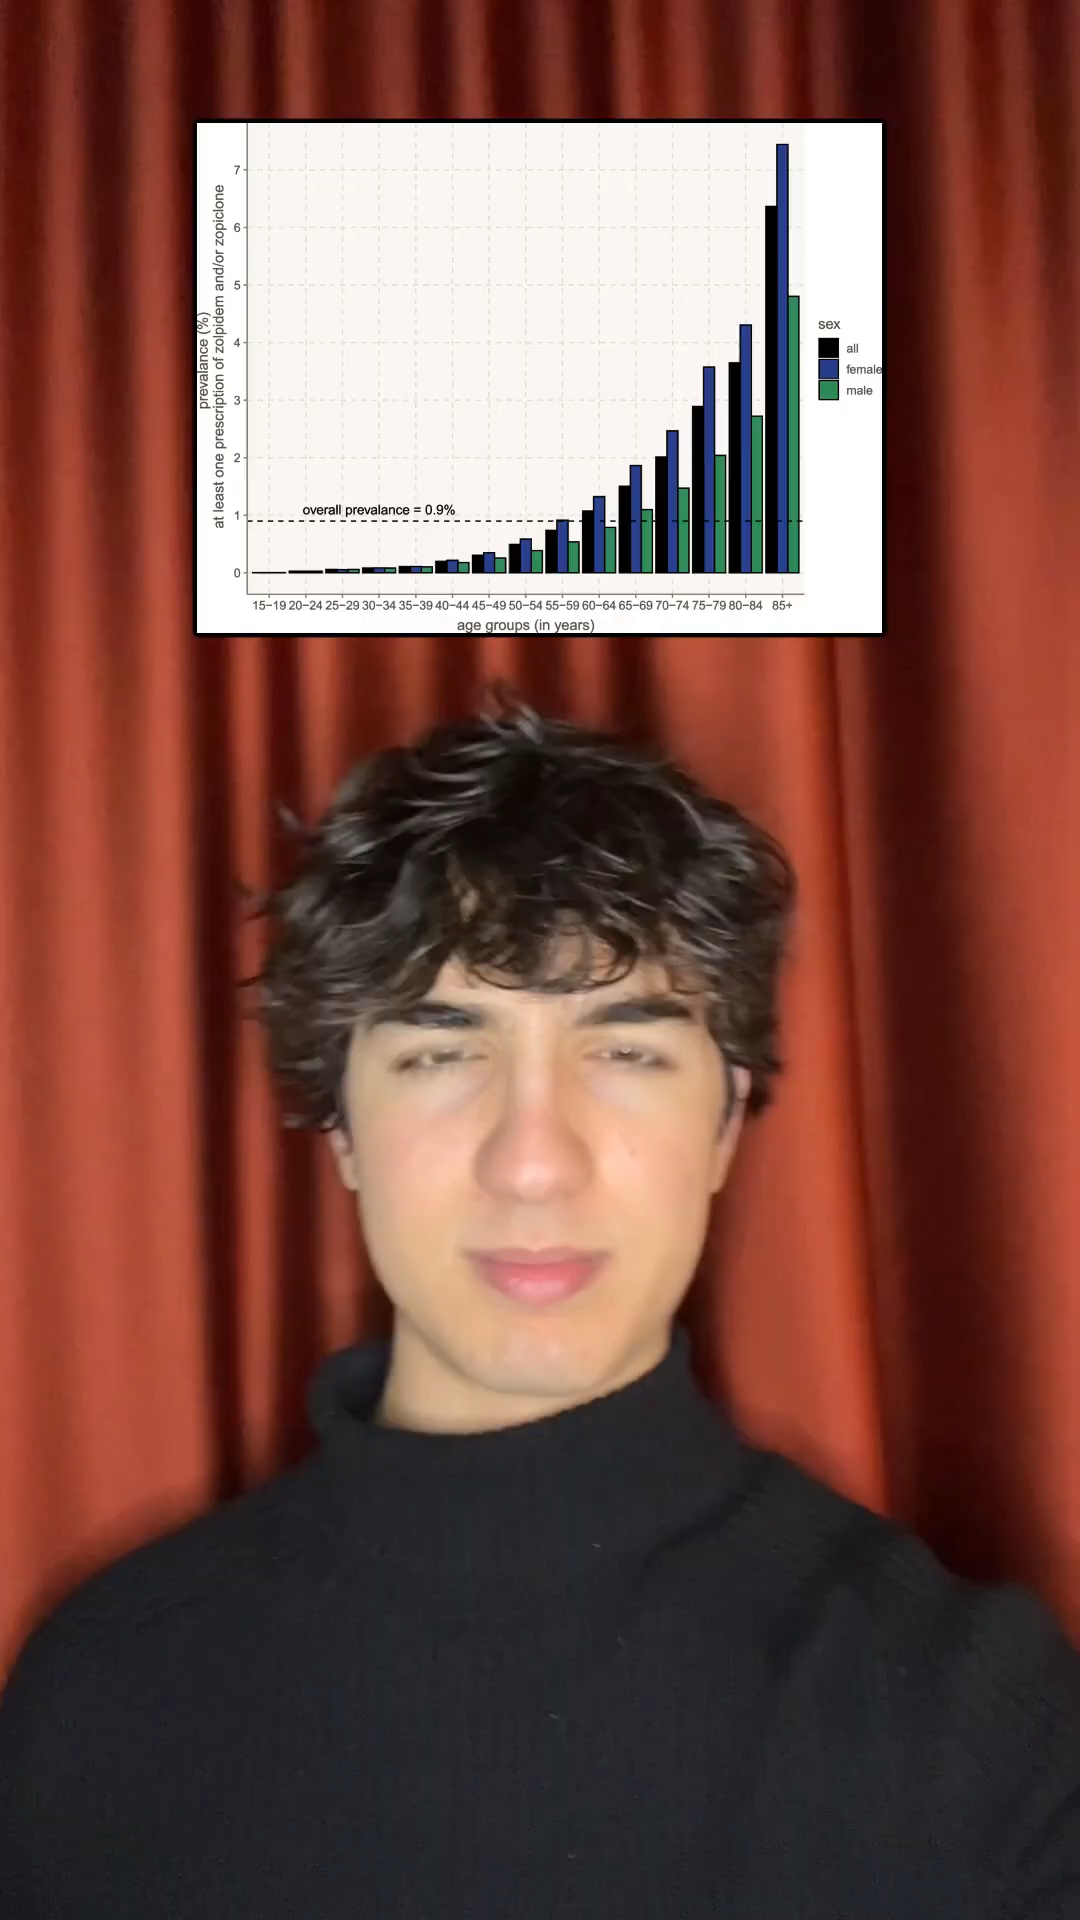 prevalance (%)
at least one prescription of zolpidem and/or zopiclone
7
6
5
4
3
2
1
0
overall prevalance = 0.9%
sex
all
female
male
15–19 20–24 25–29 30–34 35–39 40–44 45–49 50–54 55–59 60–64 65–69 70–74 75–79 80–84 85+
age groups (in years)